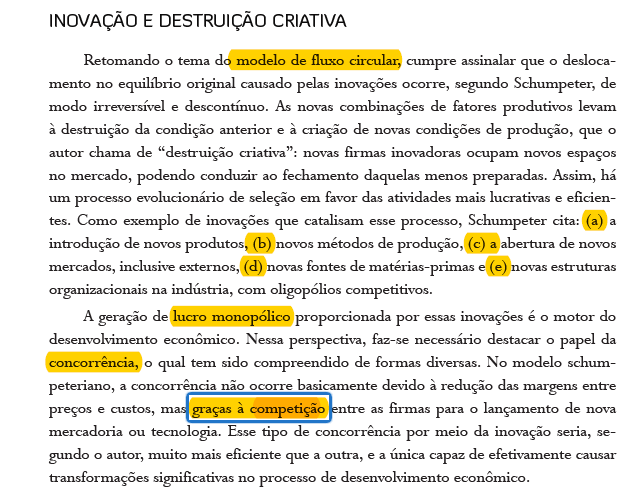 INOVAÇÃO E DESTRUIÇÃO CRIATIVA
Retomando o tema do modelo de fluxo circular, cumpre assinalar que o desloca-
mento no equilíbrio original causado pelas inovações ocorre, segundo Schumpeter, de
modo irreversível e descontínuo. As novas combinações de fatores produtivos levam
à destruição da condição anterior e à criação de novas condições de produção, que o
autor chama de “destruição criativa”: novas firmas inovadoras ocupam novos espaços
no mercado, podendo conduzir ao fechamento daquelas menos preparadas. Assim, há
um processo evolucionário de seleção em favor das atividades mais lucrativas e eficien-
tes. Como exemplo de inovações que catalisam esse processo, Schumpeter cita: (a) a
introdução de novos produtos, (b) novos métodos de produção, (c) a abertura de novos
mercados, inclusive externos, (d) novas fontes de matérias-primas e (e) novas estruturas
organizacionais na indústria, com oligopólios competitivos.
A geração de lucro monopólico proporcionada por essas inovações é o motor do
desenvolvimento econômico. Nessa perspectiva, faz-se necessário destacar o papel da
concorrência, o qual tem sido compreendido de formas diversas. No modelo schum-
peteriano, a concorrência não ocorre basicamente devido à redução das margens entre
preços e custos, mas graças à competição entre as firmas para o lançamento de nova
mercadoria ou tecnologia. Esse tipo de concorrência por meio da inovação seria, se-
gundo o autor, muito mais eficiente que a outra, e a única capaz de efetivamente causar
transformações significativas no processo de desenvolvimento econômico.